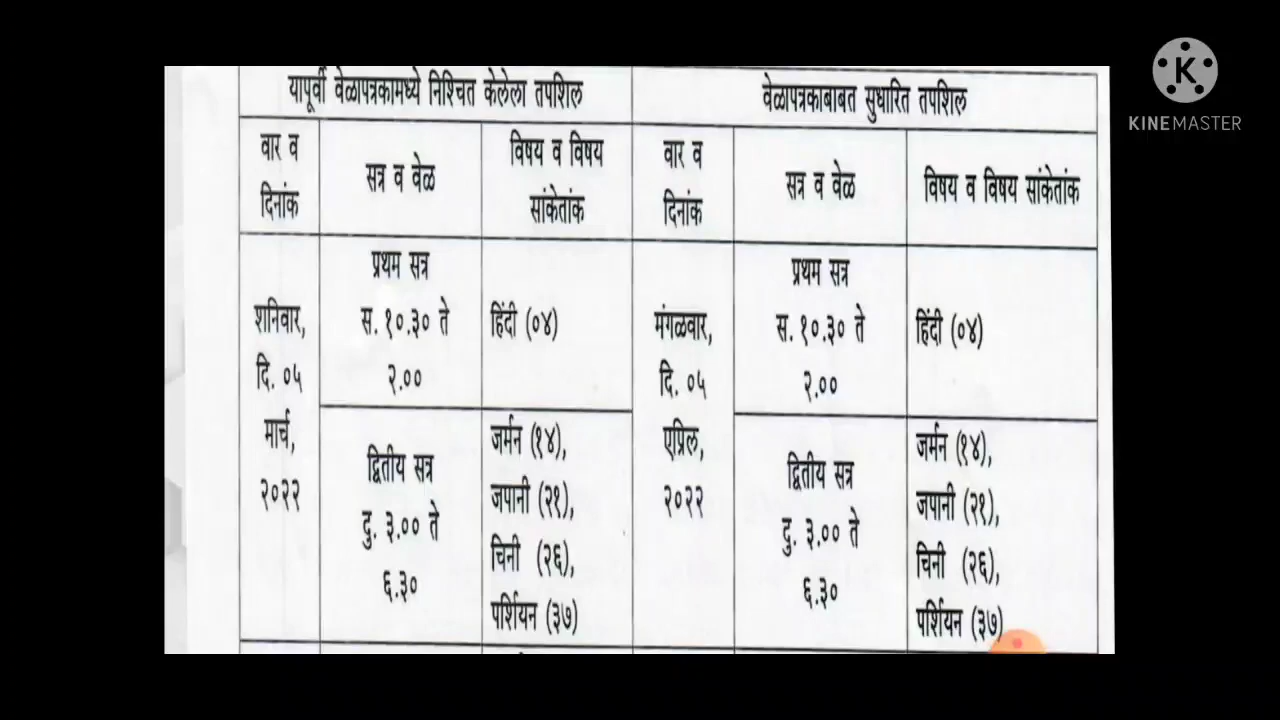 KINEMASTER
यापूर्वी वेळापत्रकामध्ये निश्चित केलेला तपशिल
वेळापत्रकाबाबत सुधारित तपशिल
वार व
दिनांक
सत्र व वेळ
विषय व विषय
सांकेतांक
वार व
दिनांक
सत्र व वेळ
विषय व विषय सांकेतांक
शनिवार,
दि. ०५
मार्च,
२०२२
प्रथम सत्र
स. १०.३० ते
२.००
हिंदी (०४)
द्वितीय सत्र
दु. ३.०० ते
६.३०
जर्मन (१४),
जपानी (२१),
चिनी (२६),
पर्शियन (३७)
मंगळवार,
दि. ०५
एप्रिल,
२०२२
प्रथम सत्र
स. १०.३० ते
२.००
हिंदी (०४)
द्वितीय सत्र
दु. ३.०० ते
६.३०
जर्मन (१४),
जपानी (२१),
चिनी (२६),
पर्शियन (३७)